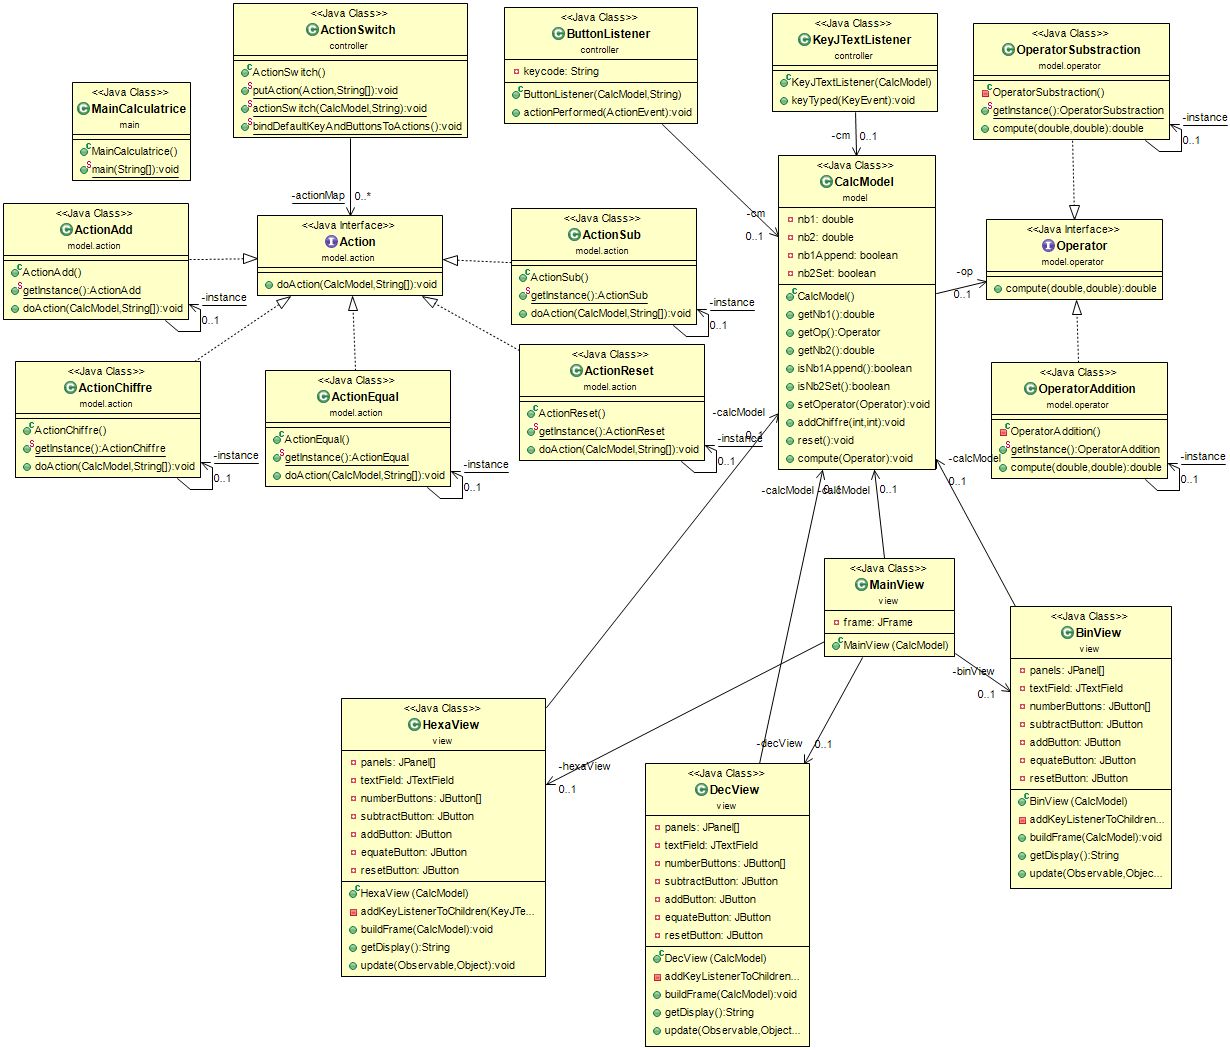 <<Java Class>>
MainCalculatrice
main
MainCalculatrice()
main(String[]):void
<<Java Class>>
ActionSwitch
controller
ActionSwitch()
putAction(Action,String[]):void
actionSwitch(CalcModel,String):void
bindDefaultKeyAndButtonsToActions():void
-actionMap
0..*
<<Java Class>>
ButtonListener
controller
keycode: String
ButtonListener(CalcModel,String)
actionPerformed(ActionEvent):void
-cm
0..1
<<Java Class>>
KeyJTextListener
controller
KeyJTextListener(CalcModel)
keyTyped(KeyEvent):void
-cm
0..1
<<Java Class>>
OperatorSubstraction
model.operator
OperatorSubstraction()
getInstance():OperatorSubstraction
compute(double,double):double
-instance
0..1
<<Java Class>>
ActionAdd
model.action
ActionAdd()
getInstance():ActionAdd
doAction(CalcModel,String[]):void
-instance
0..1
<<Java Interface>>
Action
model.action
doAction(CalcModel,String[]):void
<<Java Class>>
ActionSub
model.action
ActionSub()
getInstance():ActionSub
doAction(CalcModel,String[]):void
-instance
0..1
<<Java Class>>
CalcModel
model
nb1: double
nb2: double
nb1Append: boolean
nb2Set: boolean
CalcModel()
getNb1():double
getOp():Operator
getNb2():double
isNb1Append():boolean
isNb2Set():boolean
setOperator(Operator):void
addChiffre(int,int):void
reset():void
compute(Operator):void
-op
0..1
<<Java Interface>>
Operator
model.operator
compute(double,double):double
<<Java Class>>
ActionChiffre
model.action
ActionChiffre()
getInstance():ActionChiffre
doAction(CalcModel,String[]):void
-instance
0..1
<<Java Class>>
ActionEqual
model.action
ActionEqual()
getInstance():ActionEqual
doAction(CalcModel,String[]):void
-instance
0..1
<<Java Class>>
ActionReset
model.action
ActionReset()
getInstance():ActionReset
doAction(CalcModel,String[]):void
-instance
0..1
<<Java Class>>
OperatorAddition
model.operator
OperatorAddition()
getInstance():OperatorAddition
compute(double,double):double
-instance
0..1
-calcModel
0..1
-calcModel
0..1
-calcModel
0..1
-calcModel
0..1
<<Java Class>>
MainView
view
frame: JFrame
MainView(CalcModel)
-hexaView
0..1
-decView
0..1
-binView
0..1
<<Java Class>>
HexaView
view
panels: JPanel[]
textField: JTextField
numberButtons: JButton[]
subtractButton: JButton
addButton: JButton
equateButton: JButton
resetButton: JButton
HexaView(CalcModel)
addKeyListenerToChildren(KeyJTe...
buildFrame(CalcModel):void
getDisplay():String
update(Observable,Object):void
<<Java Class>>
DecView
view
panels: JPanel[]
textField: JTextField
numberButtons: JButton[]
subtractButton: JButton
addButton: JButton
equateButton: JButton
resetButton: JButton
DecView(CalcModel)
addKeyListenerToChildren...
buildFrame(CalcModel):void
getDisplay():String
update(Observable,Object...
<<Java Class>>
BinView
view
panels: JPanel[]
textField: JTextField
numberButtons: JButton[]
subtractButton: JButton
addButton: JButton
equateButton: JButton
resetButton: JButton
BinView(CalcModel)
addKeyListenerToChildren...
buildFrame(CalcModel):void
getDisplay():String
update(Observable,Objec...